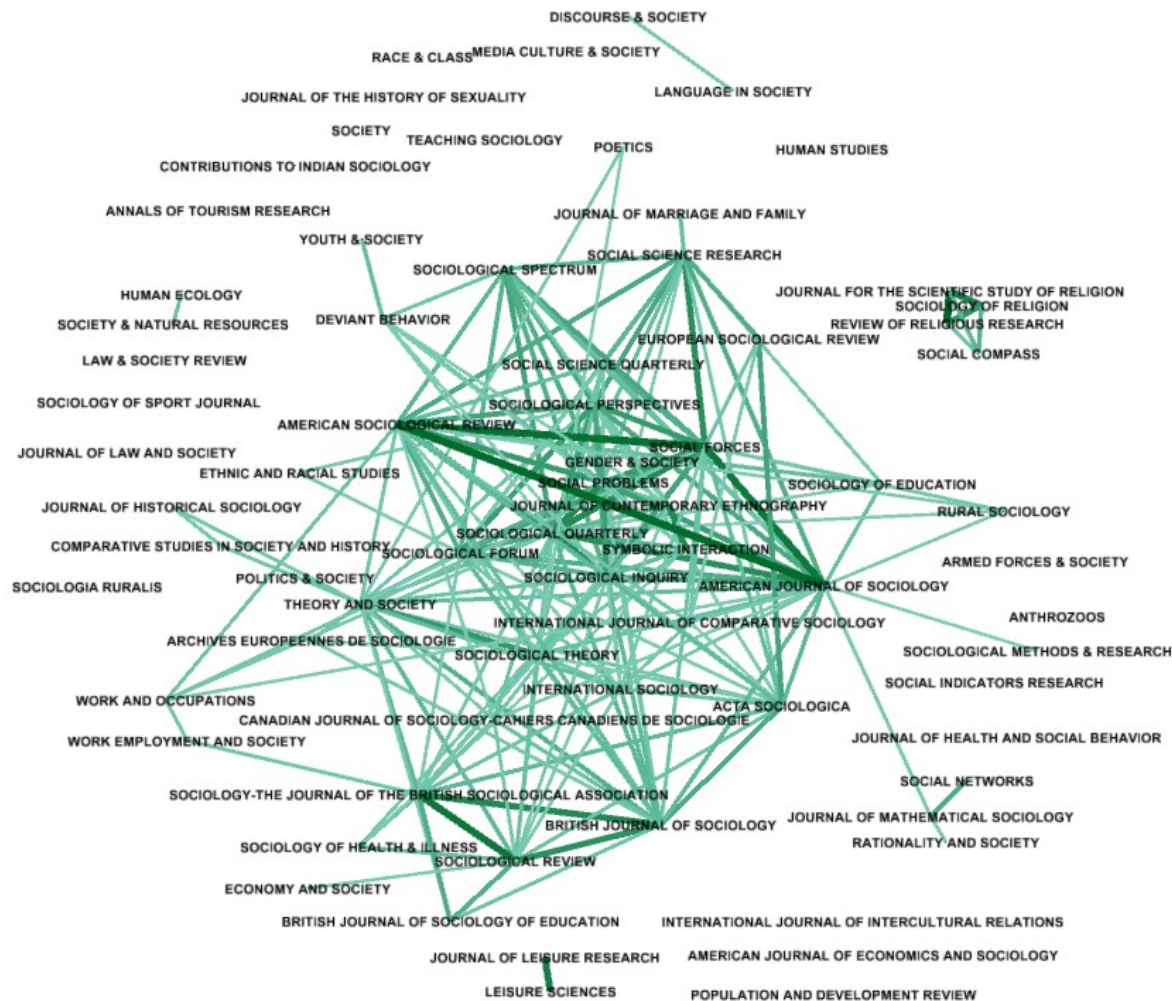 DISCOURSE & SOCIETY
RACE & CLASS
MEDIA CULTURE & SOCIETY
LANGUAGE IN SOCIETY
JOURNAL OF THE HISTORY OF SEXUALITY
SOCIETY
TEACHING SOCIOLOGY
POETICS
HUMAN STUDIES
CONTRIBUTIONS TO INDIAN SOCIOLOGY
ANNALS OF TOURISM RESEARCH
JOURNAL OF MARRIAGE AND FAMILY
YOUTH & SOCIETY
SOCIAL SCIENCE RESEARCH
SOCIOLOGICAL SPECTRUM
HUMAN ECOLOGY
JOURNAL FOR THE SCIENTIFIC STUDY OF RELIGION
SOCIOLOGY OF RELIGION
SOCIETY & NATURAL RESOURCES
DEVIANT BEHAVIOR
REVIEW OF RELIGIOUS RESEARCH
EUROPEAN SOCIOLOGICAL REVIEW
SOCIAL COMPASS
LAW & SOCIETY REVIEW
SOCIAL SCIENCE QUARTERLY
SOCIOLOGY OF SPORT JOURNAL
SOCIOLOGICAL PERSPECTIVES
AMERICAN SOCIOLOGICAL REVIEW
SOCIAL FORCES
JOURNAL OF LAW AND SOCIETY
GENDER & SOCIETY
ETHNIC AND RACIAL STUDIES
SOCIAL PROBLEMS
SOCIOLOGY OF EDUCATION
JOURNAL OF HISTORICAL SOCIOLOGY
JOURNAL OF CONTEMPORARY ETHNOGRAPHY
RURAL SOCIOLOGY
SOCIOLOGICAL QUARTERLY
COMPARATIVE STUDIES IN SOCIETY AND HISTORY
SOCIOLOGICAL FORUM
SYMBOLIC INTERACTION
ARMED FORCES & SOCIETY
POLITICS & SOCIETY
SOCIOLOGICAL INQUIRY
SOCIOLOGIA RURALIS
AMERICAN JOURNAL OF SOCIOLOGY
THEORY AND SOCIETY
ANTHROZOOS
INTERNATIONAL JOURNAL OF COMPARATIVE SOCIOLOGY
ARCHIVES EUROPEENNES DE SOCIOLOGIE
SOCIOLOGICAL THEORY
SOCIOLOGICAL METHODS & RESEARCH
SOCIAL INDICATORS RESEARCH
INTERNATIONAL SOCIOLOGY
WORK AND OCCUPATIONS
ACTA SOCIOLOGICA
CANADIAN JOURNAL OF SOCIOLOGY-CAHIERS CANADIENS DE SOCIOLOGIE
WORK EMPLOYMENT AND SOCIETY
JOURNAL OF HEALTH AND SOCIAL BEHAVIOR
SOCIAL NETWORKS
SOCIOLOGY-THE JOURNAL OF THE BRITISH SOCIOLOGICAL ASSOCIATION
JOURNAL OF MATHEMATICAL SOCIOLOGY
BRITISH JOURNAL OF SOCIOLOGY
RATIONALITY AND SOCIETY
SOCIOLOGY OF HEALTH & ILLNESS
SOCIOLOGICAL REVIEW
ECONOMY AND SOCIETY
BRITISH JOURNAL OF SOCIOLOGY OF EDUCATION
INTERNATIONAL JOURNAL OF INTERCULTURAL RELATIONS
JOURNAL OF LEISURE RESEARCH
AMERICAN JOURNAL OF ECONOMICS AND SOCIOLOGY
LEISURE SCIENCES
POPULATION AND DEVELOPMENT REVIEW